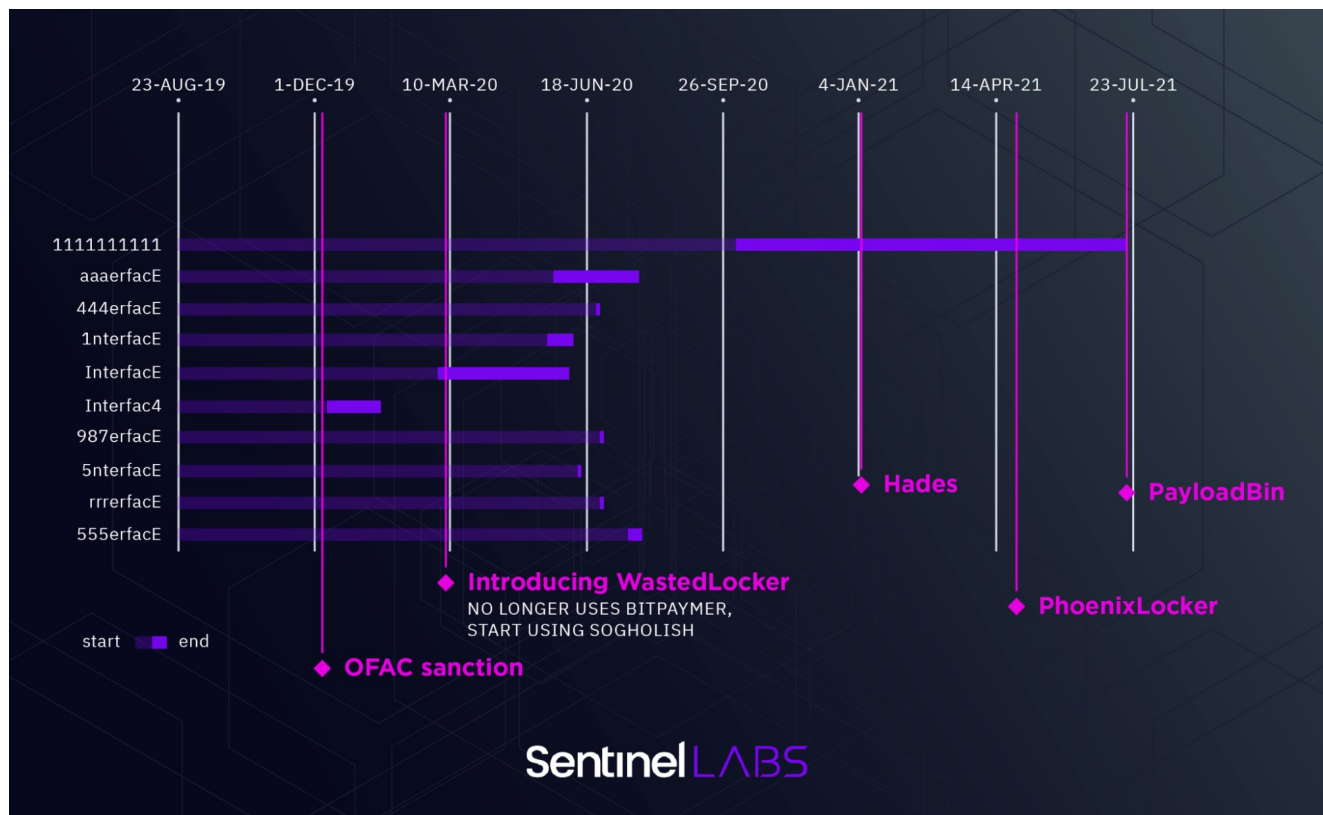 23-AUG-19 1-DEC-19 10-MAR-20 18-JUN-20 26-SEP-20 4-JAN-21 14-APR-21 23-JUL-21
1111111111
aaaerfacE
444erfacE
1nterfacE
InterfacE
Interfac4
987erfacE
5nterfacE
rrrerfacE
555erfacE
Hades
PayloadBin
Introducing WastedLocker
NO LONGER USES BITPAYMER,
START USING SOGHOLISH
PhoenixLocker
start end
OFAC sanction
Sentinel LABS